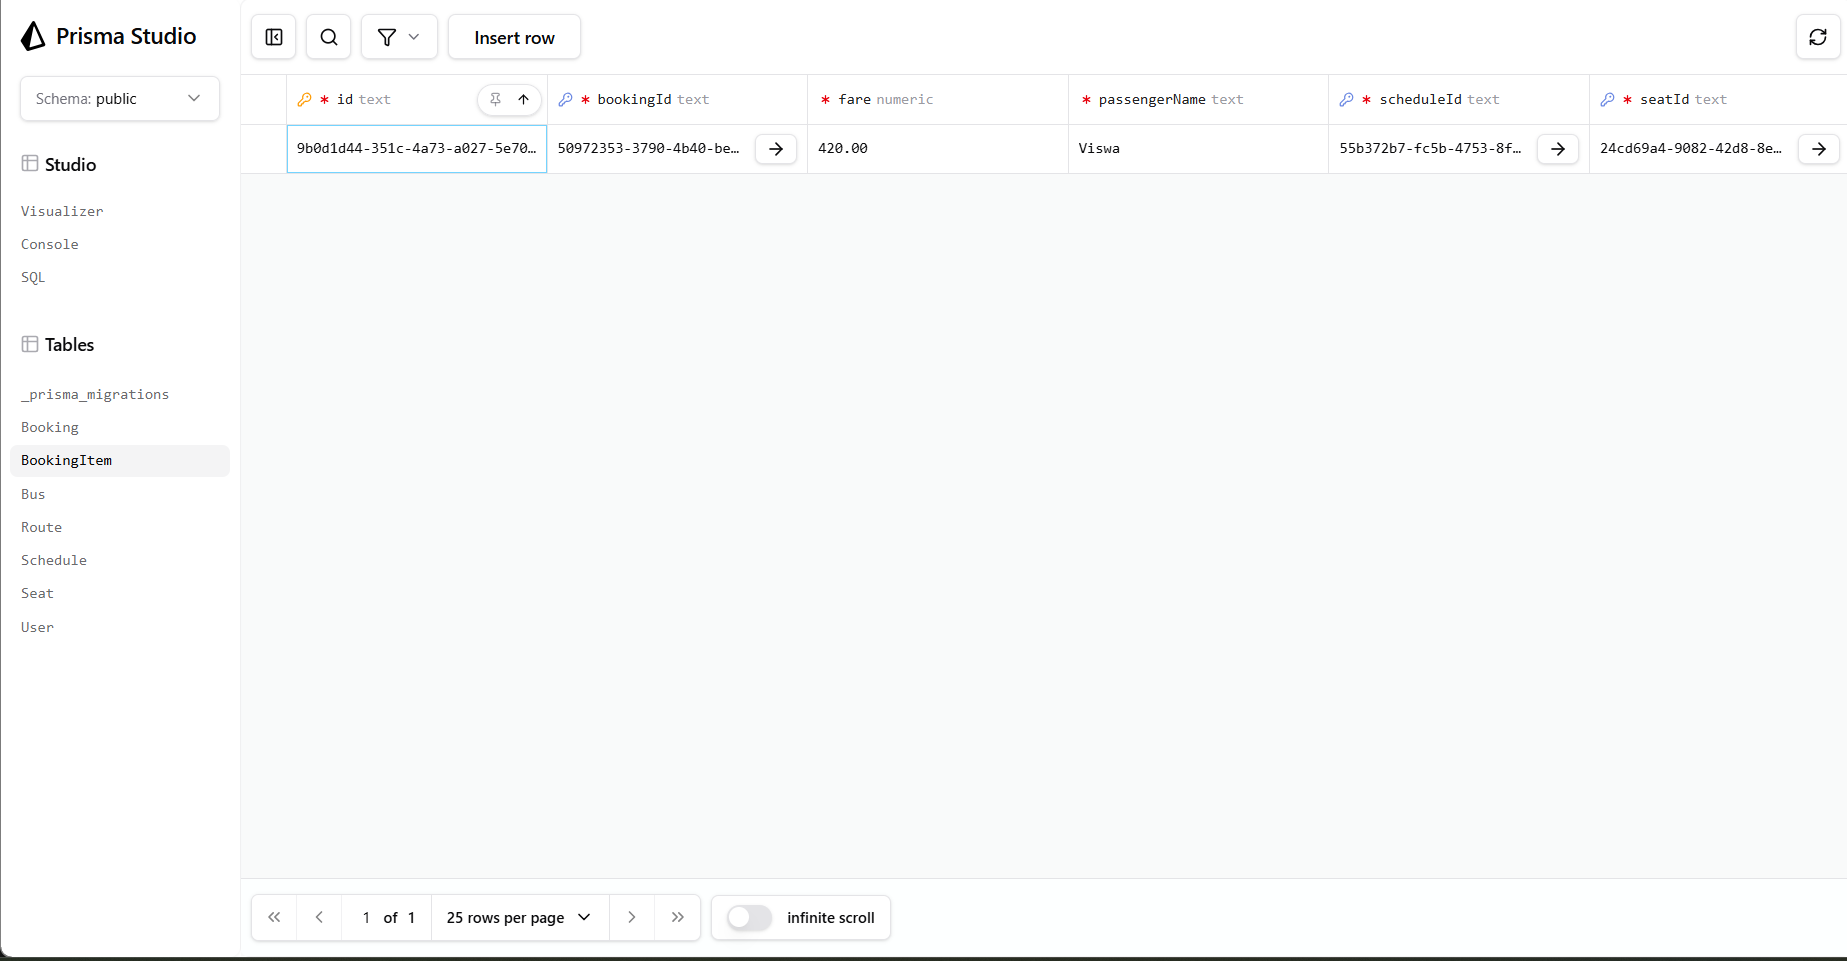 Prisma Studio
Insert row
Schema: public
Studio
Visualizer
Console
SQL
Tables
_prisma_migrations
Booking
BookingItem
Bus
Route
Schedule
Seat
User
* id text * bookingId text * fare numeric * passengerName text * scheduleId text * seatId text
9b0d1d44-351c-4a73-a027-5e70… 50972353-3790-4b40-be… 420.00 Viswa 55b372b7-fc5b-4753-8f… 24cd69a4-9082-42d8-8e…
1 of 1 25 rows per page infinite scroll